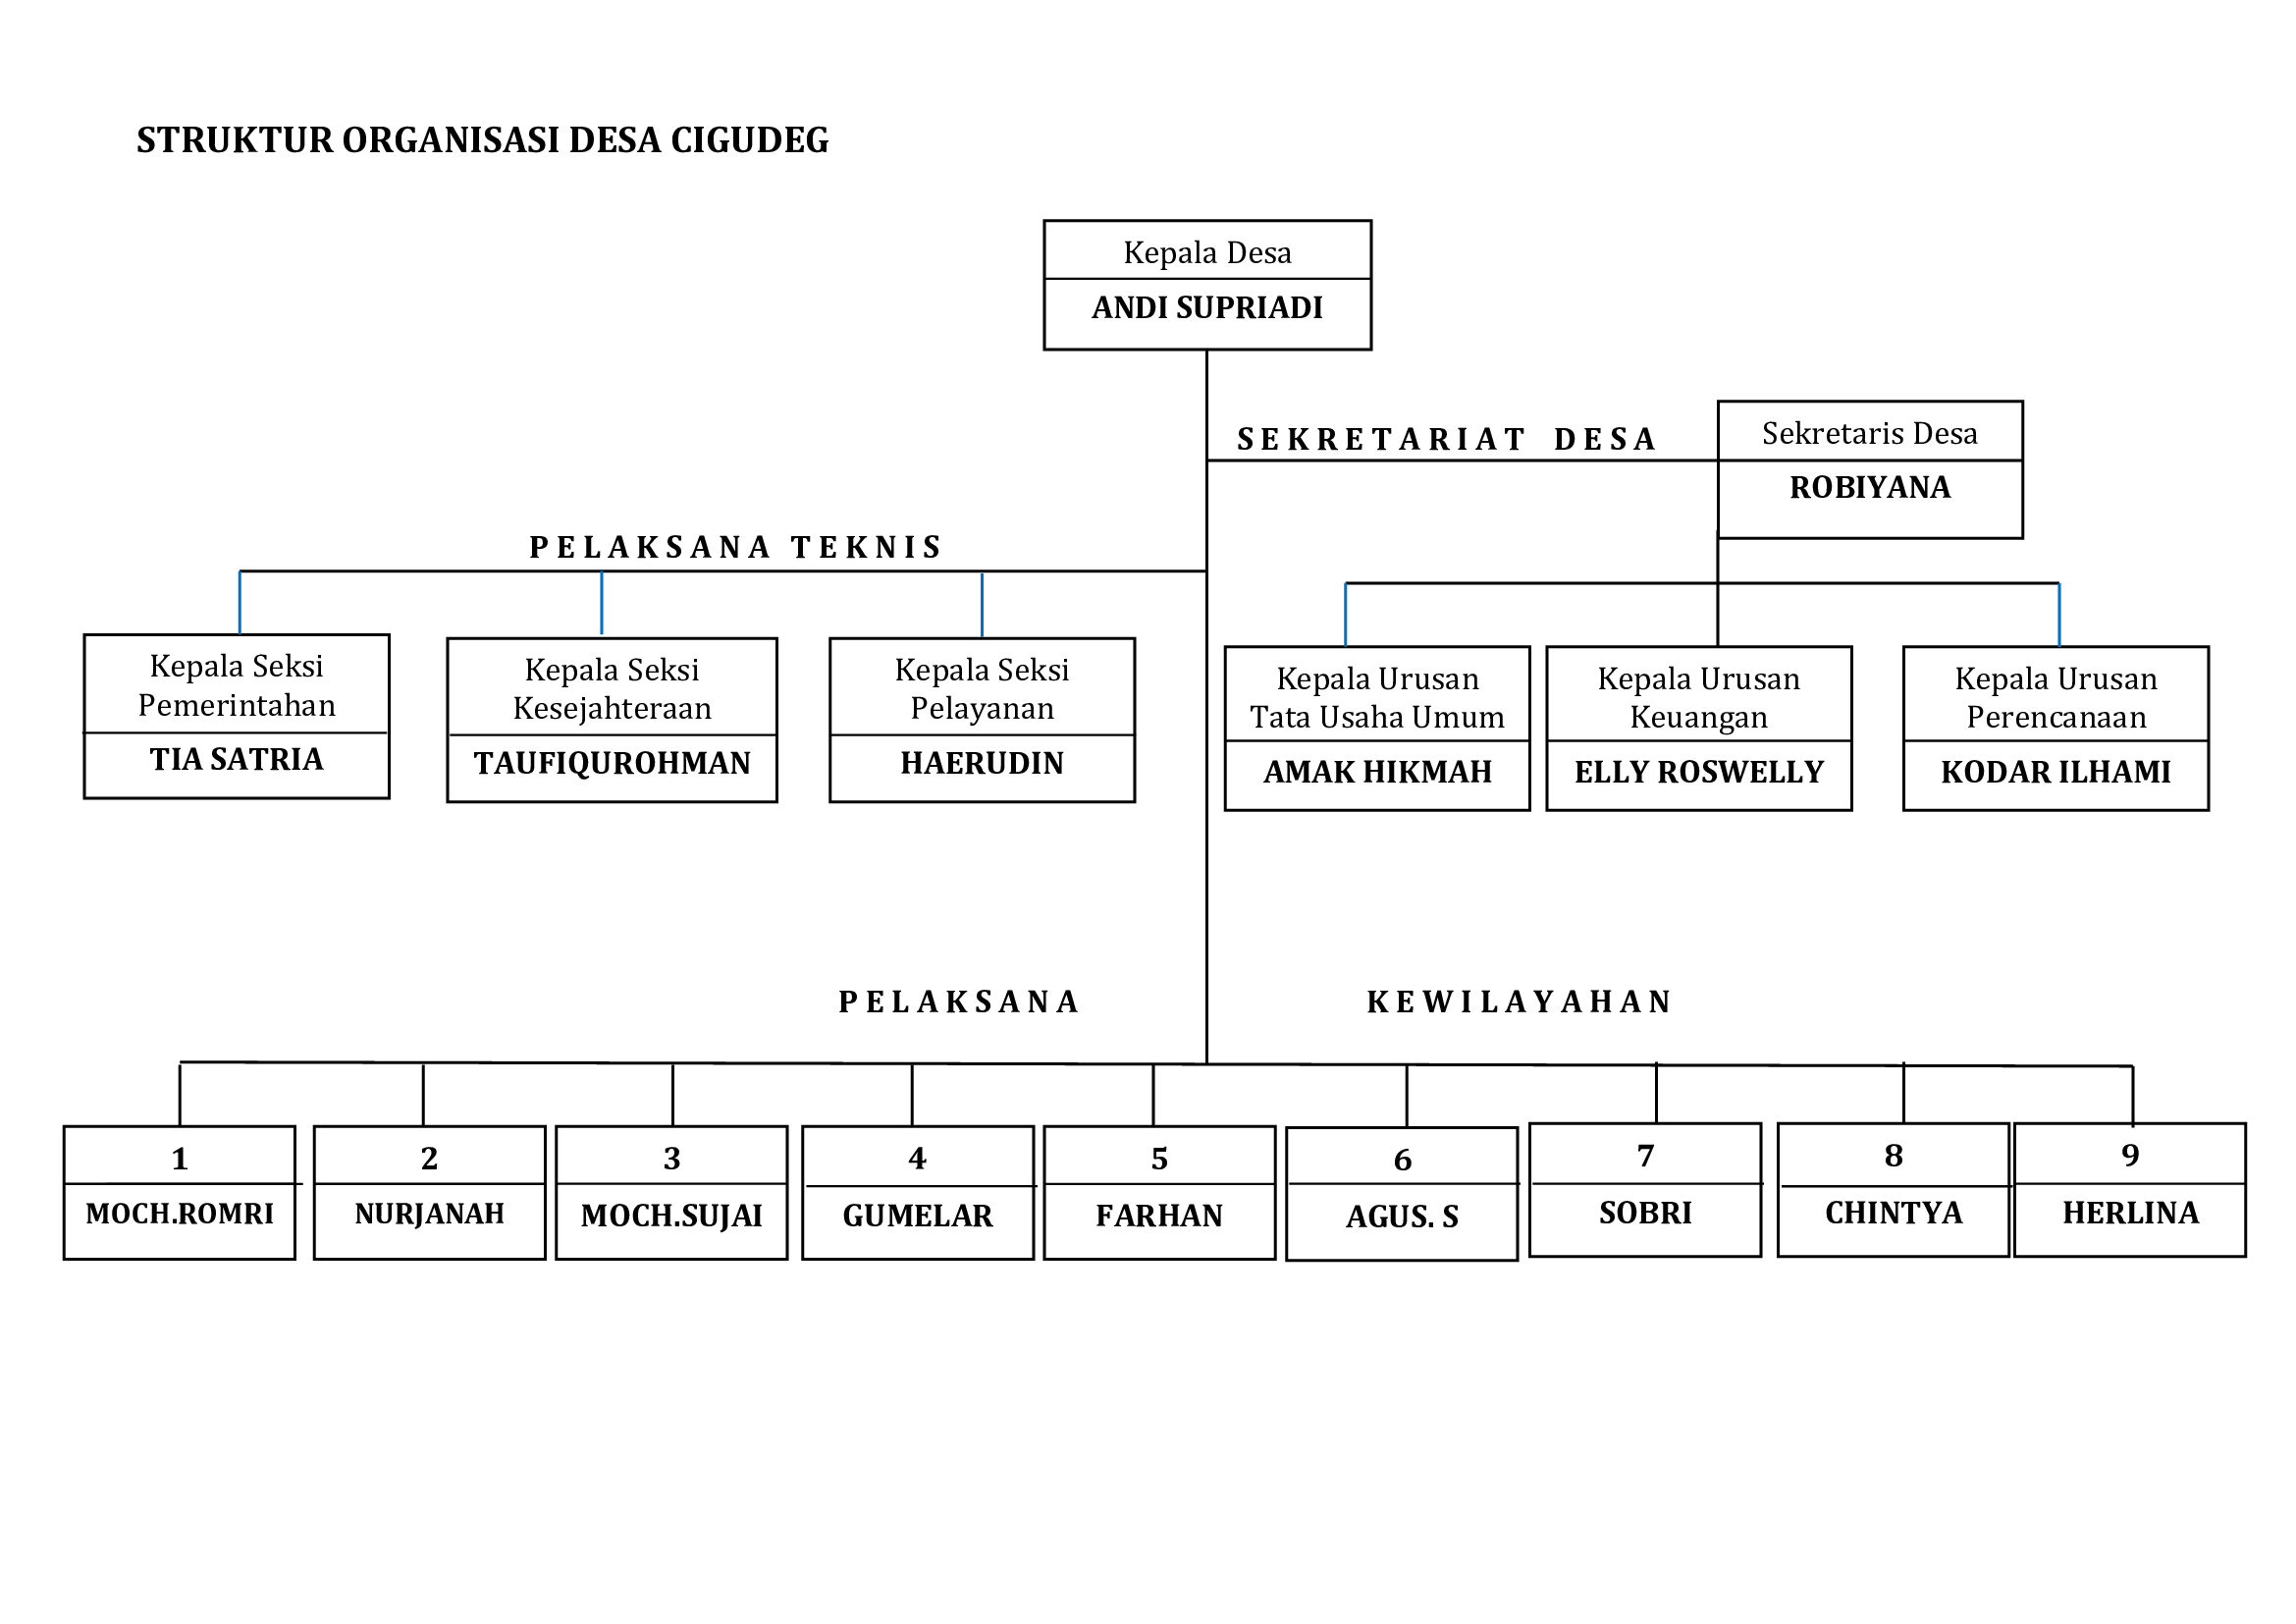 STRUKTUR ORGANISASI DESA CIGUDEG
Kepala Desa
ANDI SUPRIADI
SEKRETARIAT DESA
Sekretaris Desa
ROBIYANA
PELAKSANA TEKNIS
Kepala Seksi
Pemerintahan
TIA SATRIA
Kepala Seksi
Kesejahteraan
TAUFIQUROHMAN
Kepala Seksi
Pelayanan
HAERUDIN
Kepala Urusan
Tata Usaha Umum
AMAK HIKMAH
Kepala Urusan
Keuangan
ELLY ROSWELLY
Kepala Urusan
Perencanaan
KODAR ILHAMI
PELAKSANA KEWILAYAHAN
1
MOCH.ROMRI
2
NURJANAH
3
MOCH.SUJAI
4
GUMELAR
5
FARHAN
6
AGUS. S
7
SOBRI
8
CHINTYA
9
HERLINA